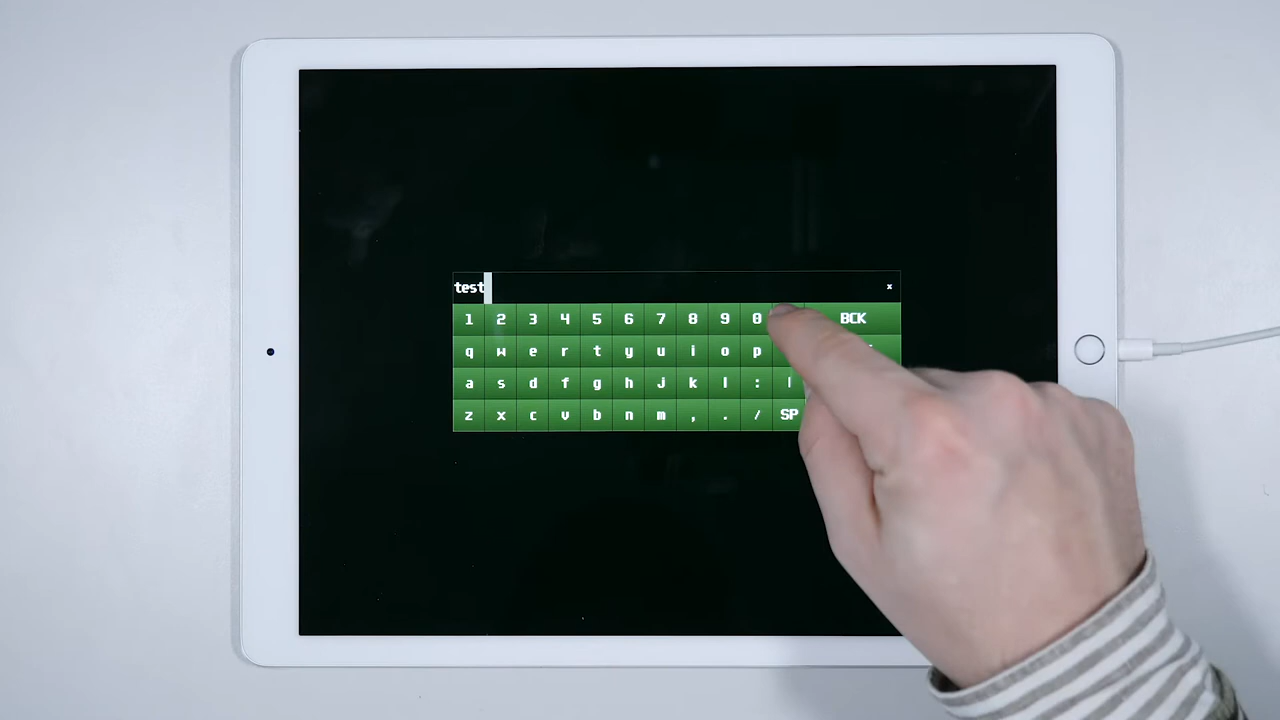 test x
1 2 3 4 5 6 7 8 9 0 BCK
q w e r t y u i o p
a s d f g h J k l : |
z x c v b n m , . / SP